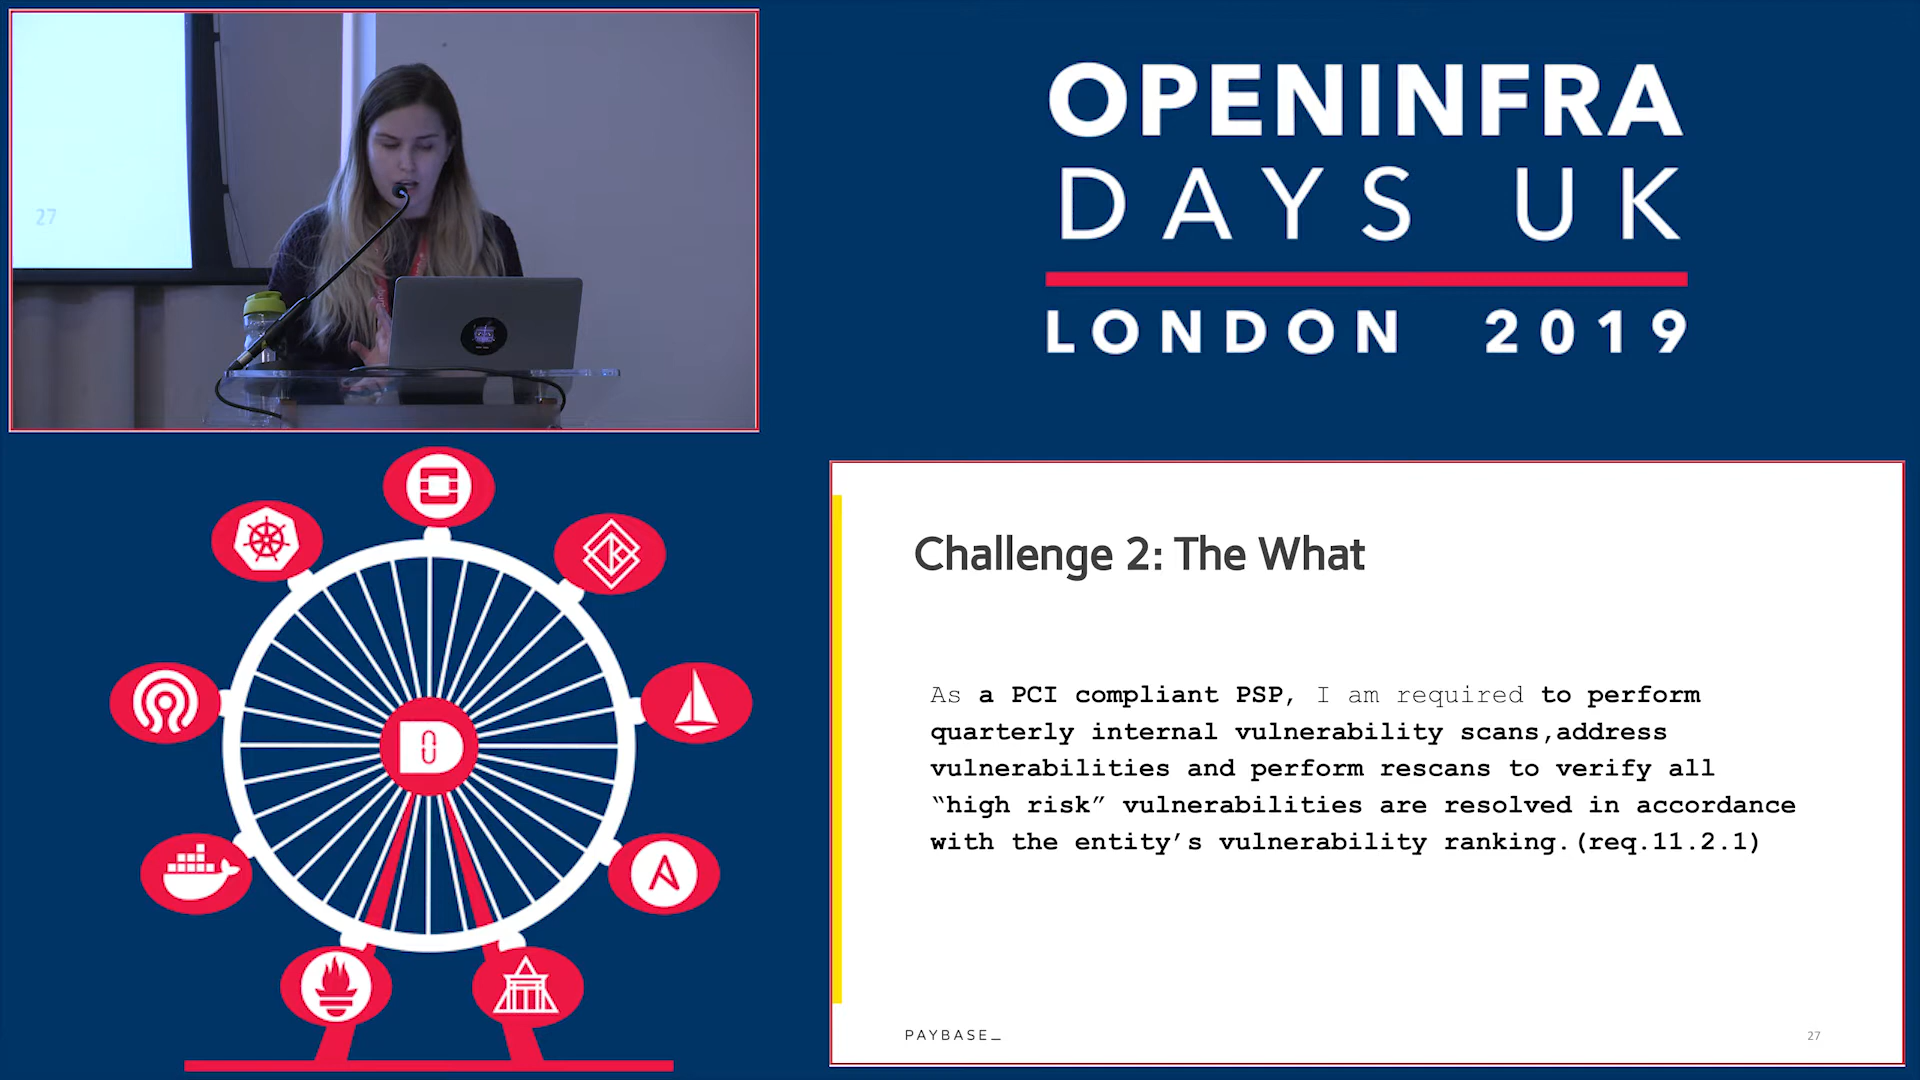 27
OPENINFRA
DAYS UK
LONDON 2019
Challenge 2: The What
As a PCI compliant PSP, I am required to perform
quarterly internal vulnerability scans,address
vulnerabilities and perform rescans to verify all
“high risk” vulnerabilities are resolved in accordance
with the entity’s vulnerability ranking.(req.11.2.1)
PAYBASE_
27